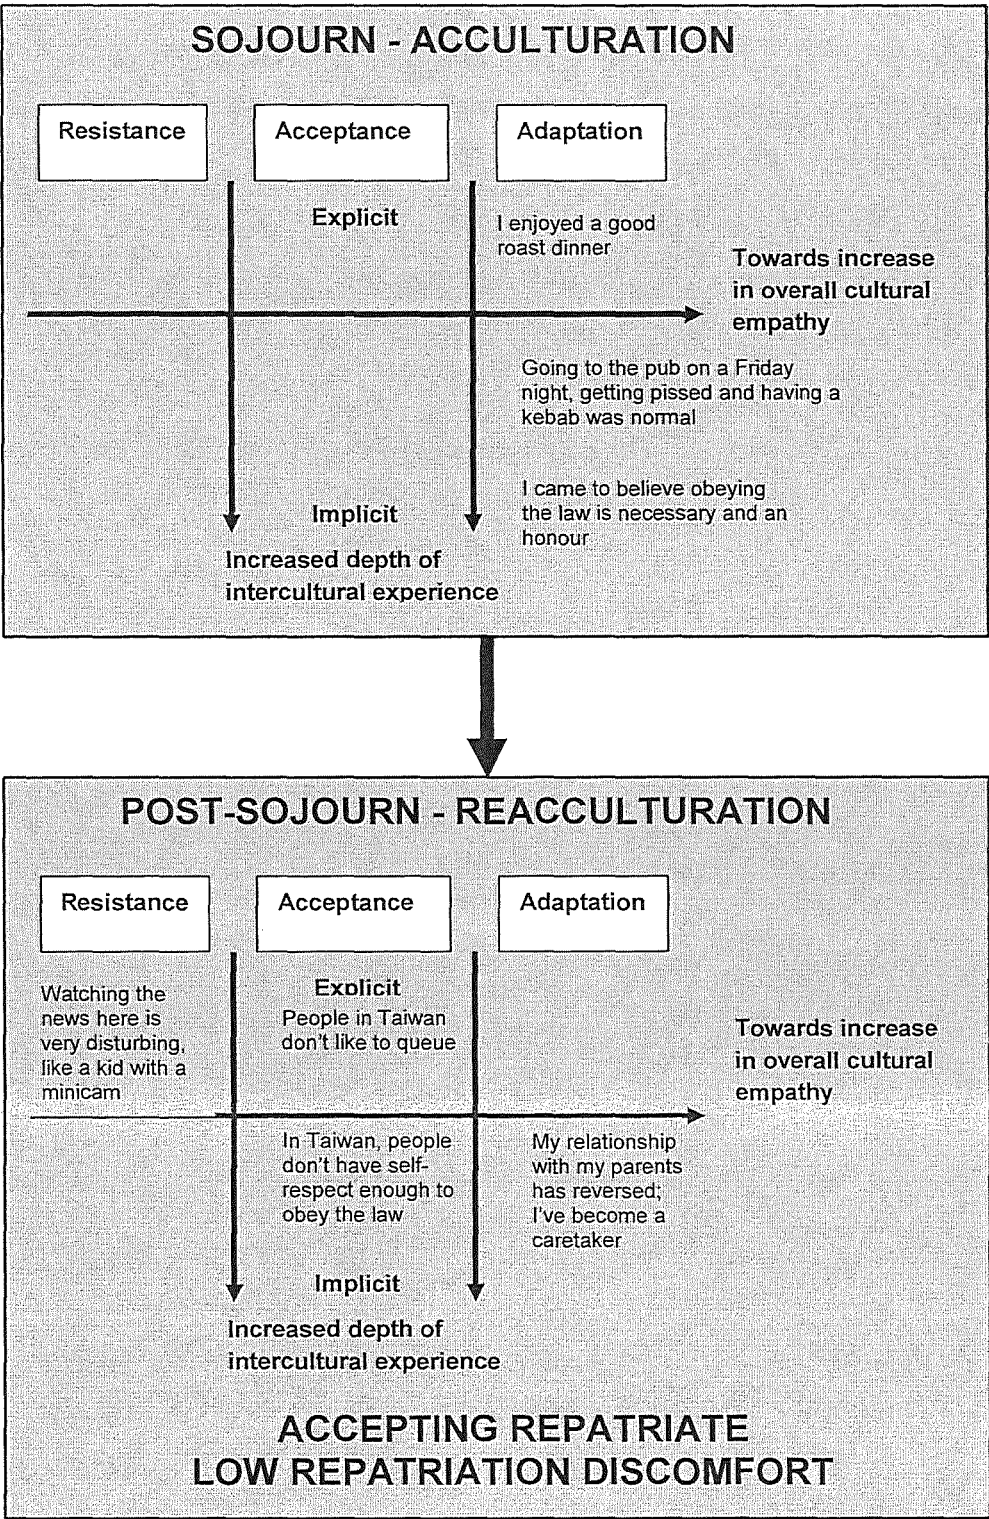 SOJOURN - ACCULTURATION
Resistance
Acceptance
Adaptation
Explicit
I enjoyed a good
roast dinner
Towards increase
in overall cultural
empathy
Going to the pub on a Friday
night, getting pissed and having a
kebab was normal
I came to believe obeying
the law is necessary and an
honour
Implicit
Increased depth of
intercultural experience
POST-SOJOURN - REACCULTURATION
Resistance
Acceptance
Adaptation
Watching the
news here is
very disturbing,
like a kid with a
minicam
Explicit
People in Taiwan
don't like to queue
Towards increase
in overall cultural
empathy
In Taiwan, people
don't have self-
respect enough to
obey the law
My relationship
with my parents
has reversed;
I've become a
caretaker
Implicit
Increased depth of
intercultural experience
ACCEPTING REPATRIATE
LOW REPATRIATION DISCOMFORT